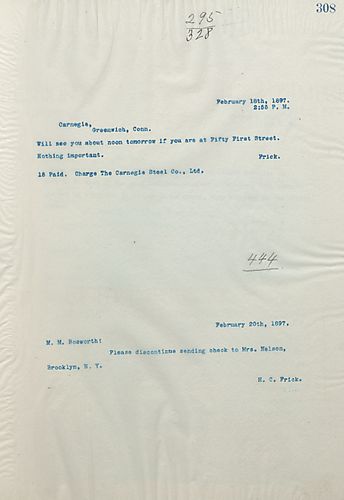 308
295
328
February 18th, 1897.
2:55 P. M.
Carnegie,
Greenwich, Conn.
Will see you about noon tomorrow if you are at Fifty First Street.
Nothing important. Frick.
18 Paid. Charge The Carnegie Steel Co., Ltd.
444
February 20th, 1897.
M. M. Bosworth:
Please discontinue sending check to Mrs. Nelson,
Brooklyn, N. Y.
H. C. Frick.